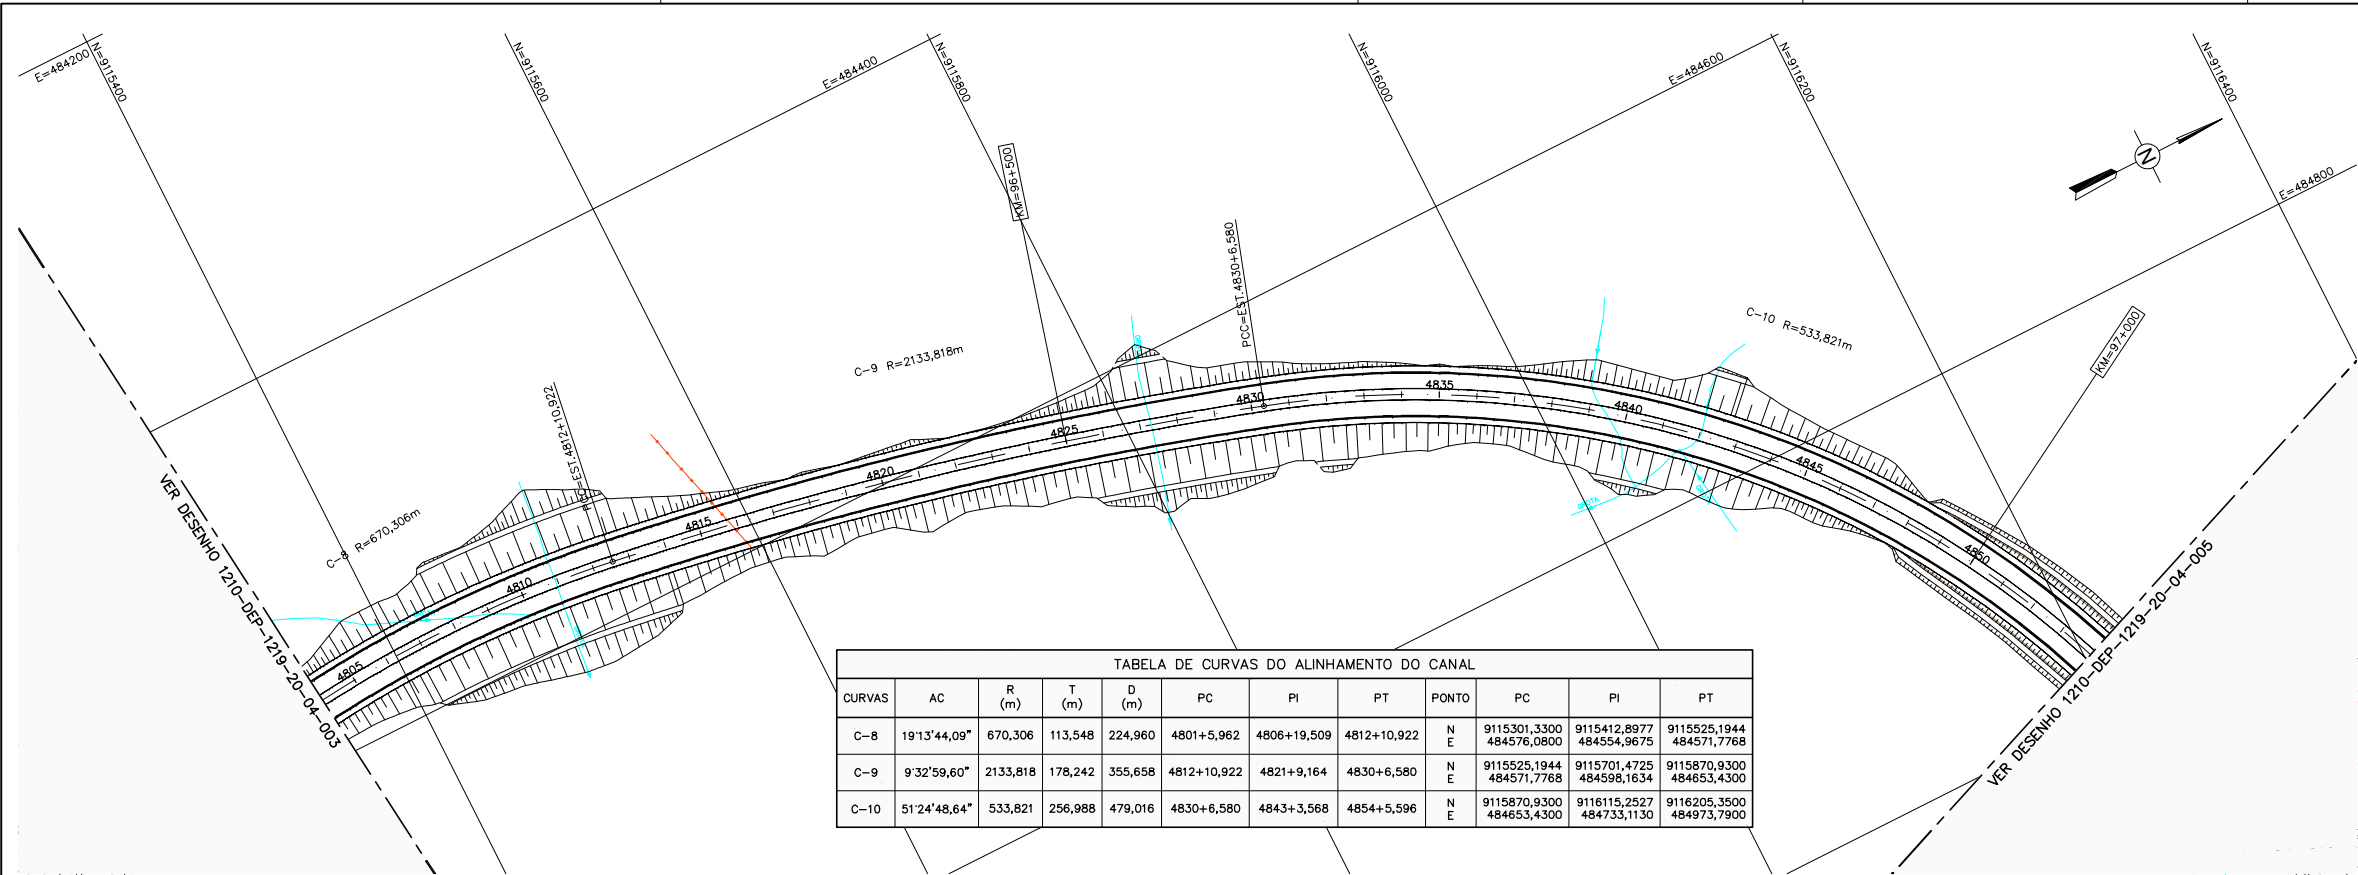 E=484200
N=9115400
N=9115600
E=484400
N=9115800
N=9116000
E=484600
N=9116200
N=9116400
E=484800
N
KM=96+500
PCC=EST.4830+6,580
C-10 R=533,821m
KM=97+000
C-9 R=2133,818m
PCC=EST.4812+10,922
C-8 R=670,306m
4805
4810
4815
4820
4825
4830
4835
4840
4845
4850
GROTA
VER DESENHO 1210-DEP-1219-20-04-003
VER DESENHO 1210-DEP-1219-20-04-005
TABELA DE CURVAS DO ALINHAMENTO DO CANAL
CURVAS AC R (m) T (m) D (m) PC PI PT PONTO PC PI PT
C-8 19°13'44,09" 670,306 113,548 224,960 4801+5,962 4806+19,509 4812+10,922 N 9115301,3300 9115412,8977 9115525,1944
E 484576,0800 484554,9675 484571,7768
C-9 9°32'59,60" 2133,818 178,242 355,658 4812+10,922 4821+9,164 4830+6,580 N 9115525,1944 9115701,4725 9115870,9300
E 484571,7768 484598,1634 484653,4300
C-10 51°24'48,64" 533,821 256,988 479,016 4830+6,580 4843+3,568 4854+5,596 N 9115870,9300 9116115,2527 9116205,3500
E 484653,4300 484733,1130 484973,7900